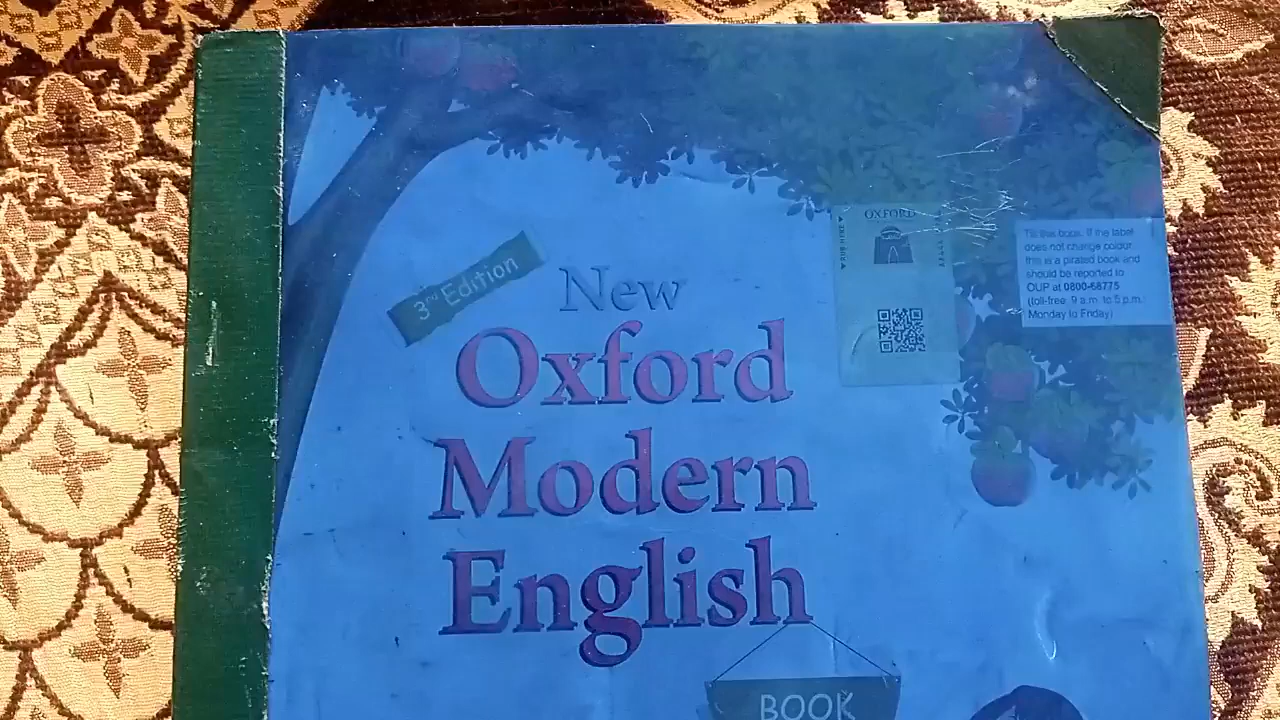 3rd Edition
New
Oxford
Modern
English
BOOK
OXFORD
Tilt this book. If the label
does not change colour
this is a pirated book and
should be reported to
OUP at 0800-68775
(toll-free, 9 a.m. to 5 p.m.
Monday to Friday)